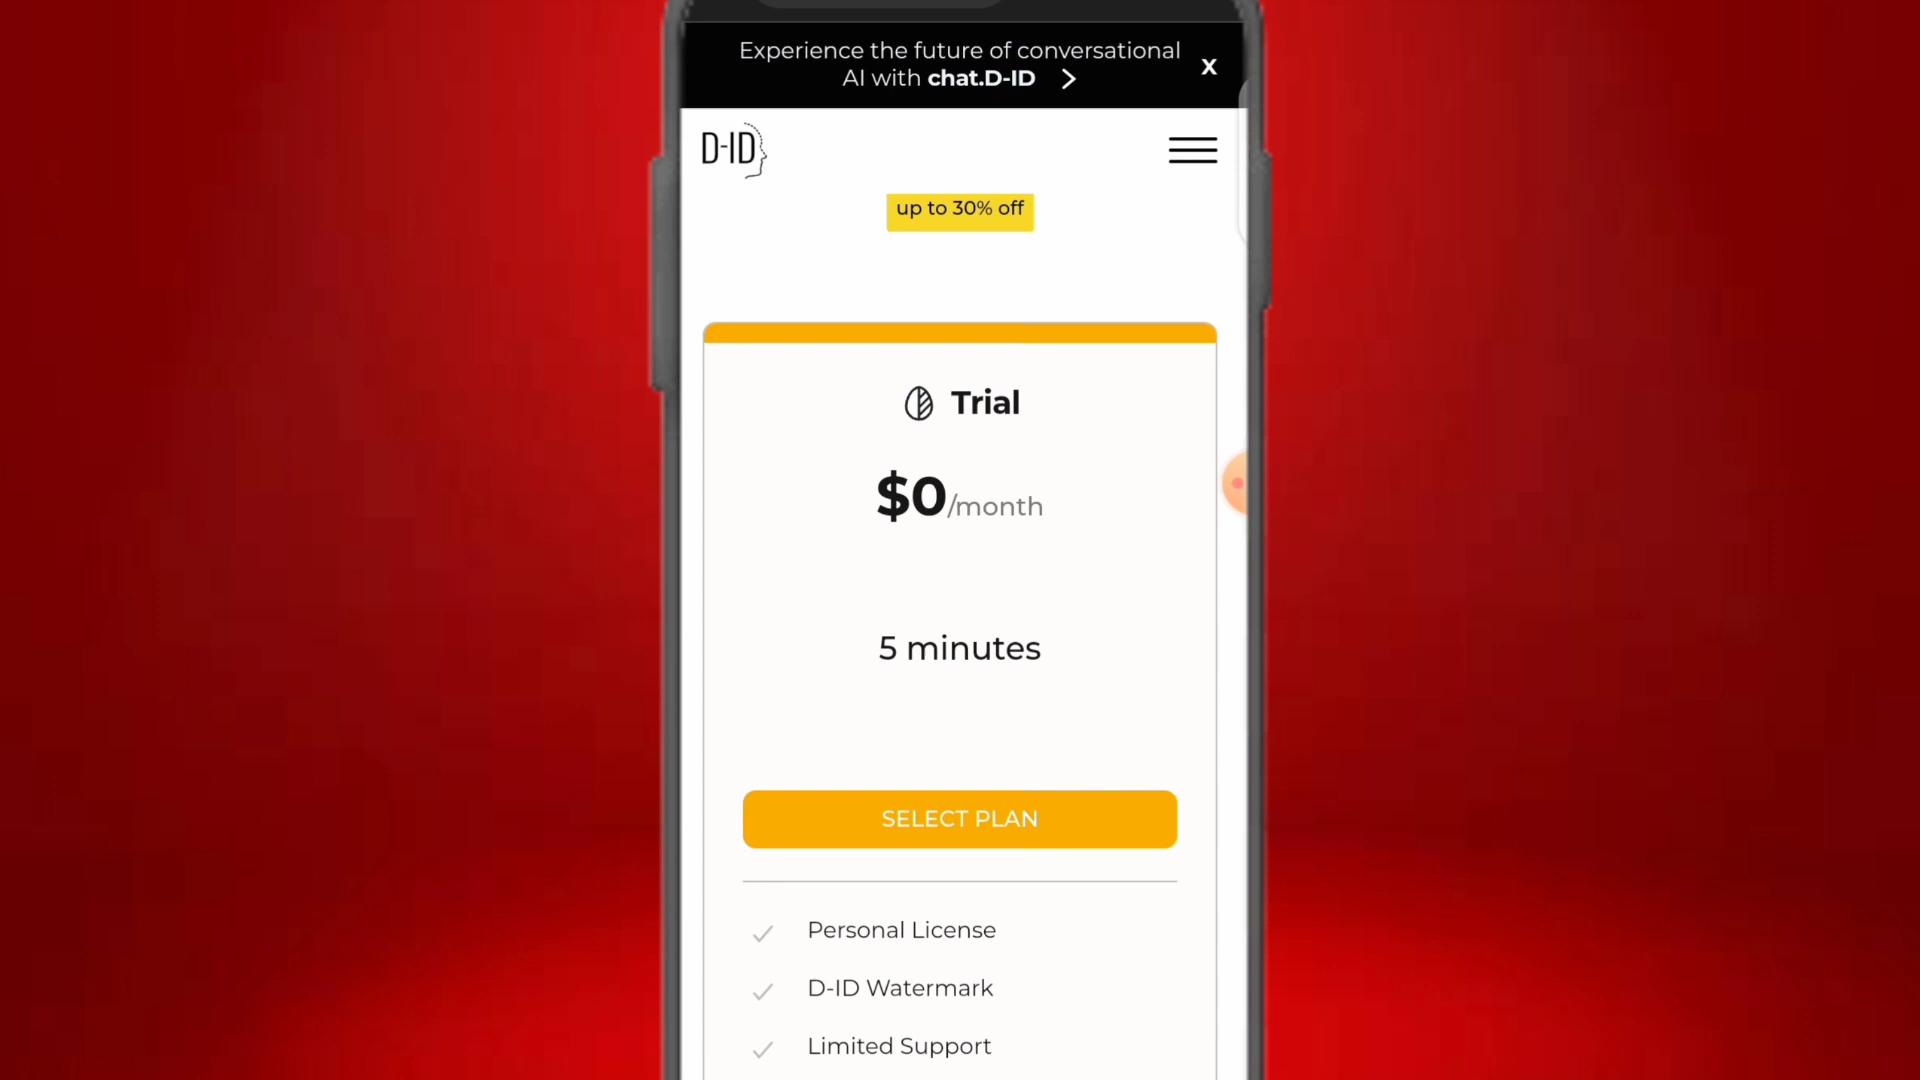 Experience the future of conversational
AI with chat.D-ID
X
D-ID
up to 30% off
Trial
$0/month
5 minutes
SELECT PLAN
Personal License
D-ID Watermark
Limited Support